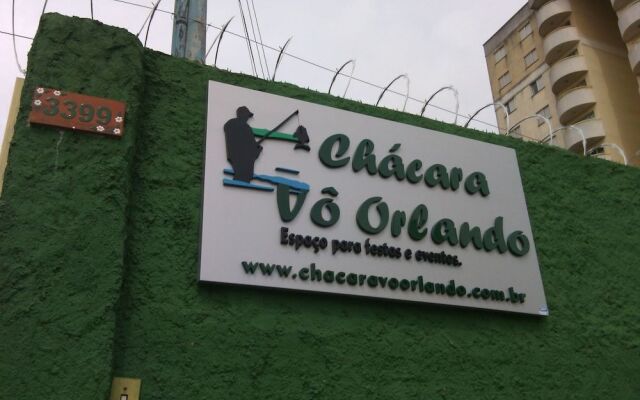 3399
Chácara
Vô Orlando
Espaço para festas e eventos.
www.chacaravoorlando.com.br